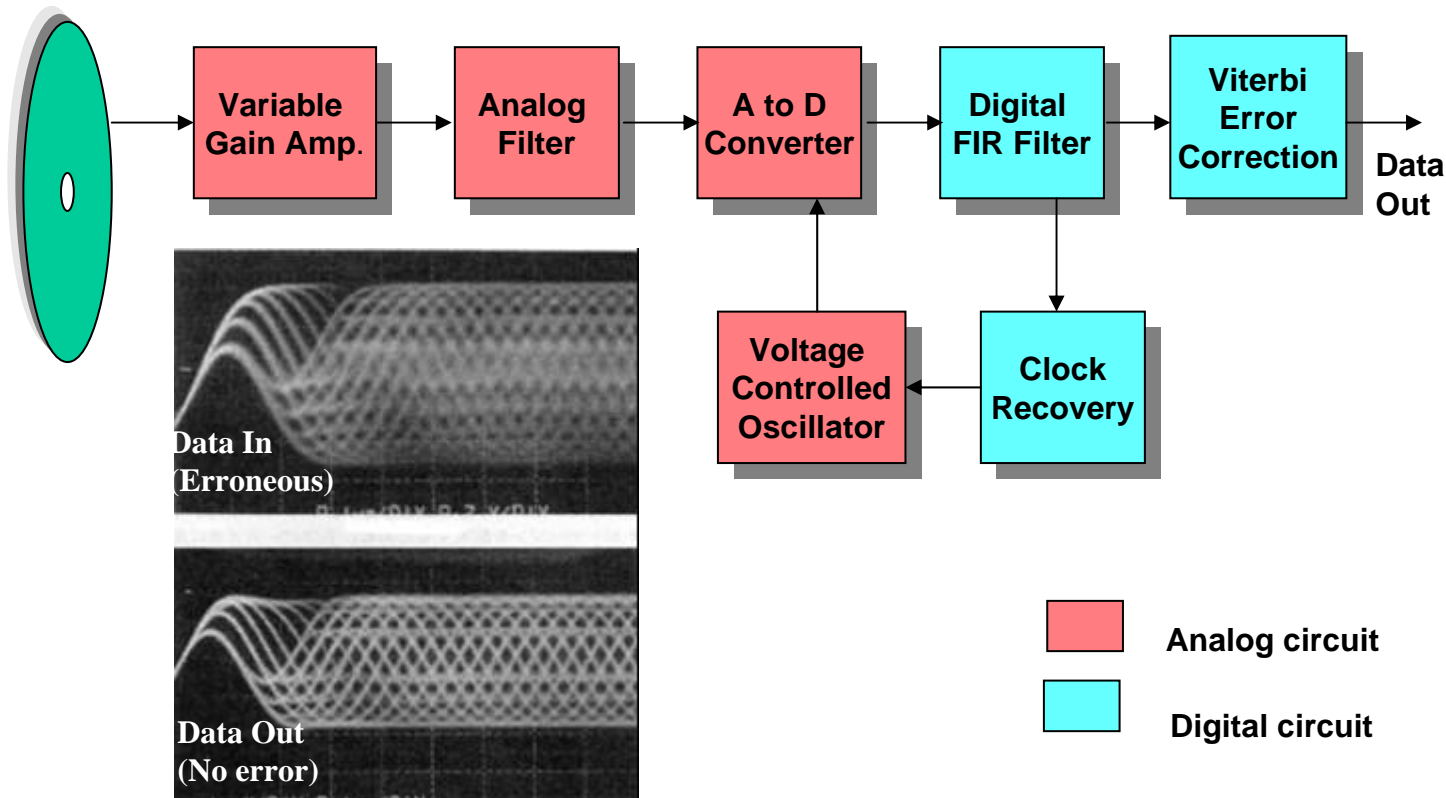 Variable
Gain Amp.
Analog
Filter
A to D
Converter
Digital
FIR Filter
Viterbi
Error
Correction
Data
Out
Voltage
Controlled
Oscillator
Clock
Recovery
Data In
(Erroneous)
Data Out
(No error)
Analog circuit
Digital circuit